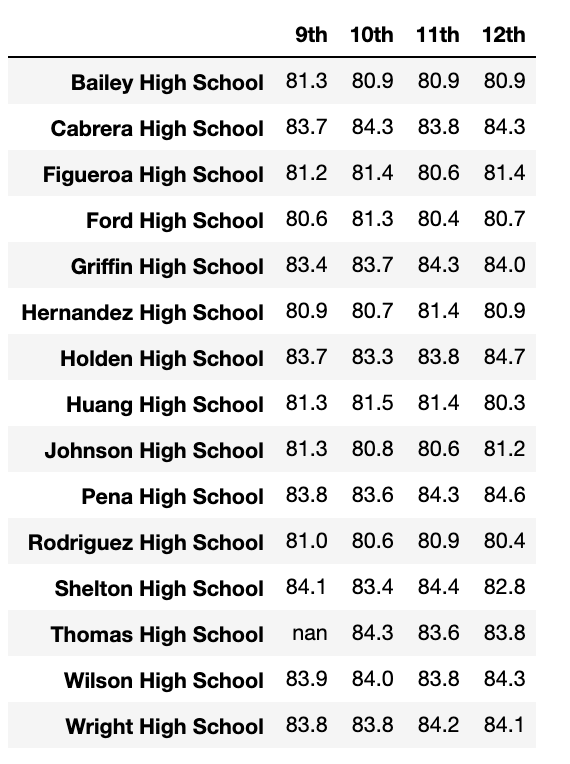 9th 10th 11th 12th
Bailey High School 81.3 80.9 80.9 80.9
Cabrera High School 83.7 84.3 83.8 84.3
Figueroa High School 81.2 81.4 80.6 81.4
Ford High School 80.6 81.3 80.4 80.7
Griffin High School 83.4 83.7 84.3 84.0
Hernandez High School 80.9 80.7 81.4 80.9
Holden High School 83.7 83.3 83.8 84.7
Huang High School 81.3 81.5 81.4 80.3
Johnson High School 81.3 80.8 80.6 81.2
Pena High School 83.8 83.6 84.3 84.6
Rodriguez High School 81.0 80.6 80.9 80.4
Shelton High School 84.1 83.4 84.4 82.8
Thomas High School nan 84.3 83.6 83.8
Wilson High School 83.9 84.0 83.8 84.3
Wright High School 83.8 83.8 84.2 84.1